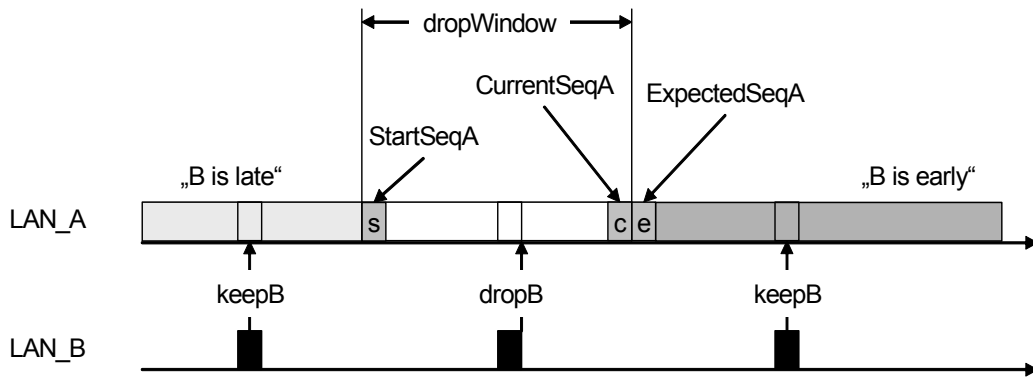 dropWindow
CurrentSeqA
ExpectedSeqA
StartSeqA
„B is late“
„B is early“
LAN_A
s
c
e
keepB
dropB
keepB
LAN_B